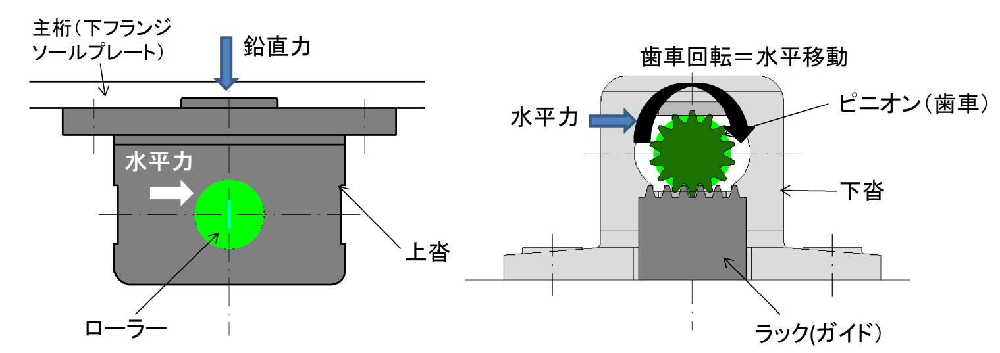 主桁（下フランジ
ソールプレート）
鉛直力
水平力
上沓
ローラー
歯車回転＝水平移動
水平力
ピニオン（歯車）
下沓
ラック(ガイド）